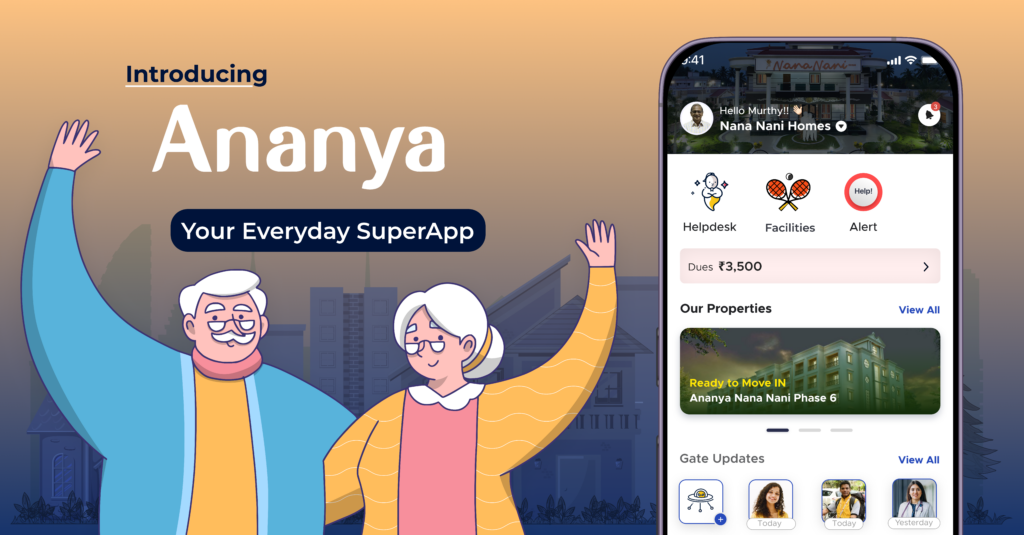 Introducing
Ananya
Your Everyday SuperApp
9:41
Nana Nani
Hello Murthy!! 👋🏻
3
Nana Nani Homes
Help!
Helpdesk
Facilities
Alert
Dues ₹3,500
Our Properties
View All
Ready to Move IN
Ananya Nana Nani Phase 6
Gate Updates
View All
Today
Today
Yesterday